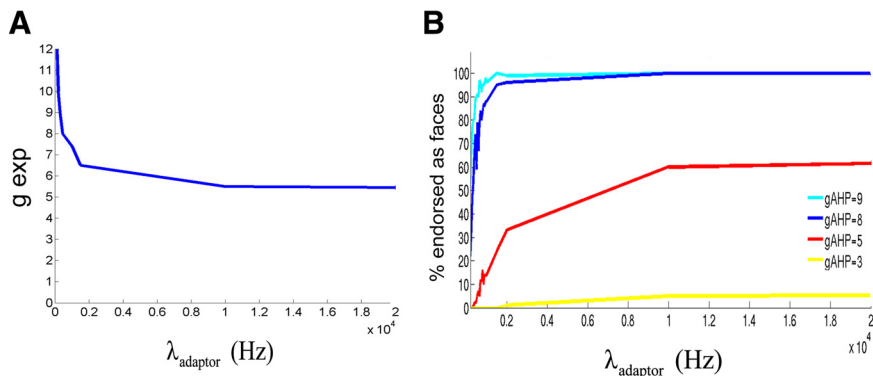 A
g exp
12
11
10
9
8
7
6
5
4
3
2
1
0
0 0.2 0.4 0.6 0.8 1 1.2 1.4 1.6 1.8 2
x 10⁴
λadaptor (Hz)
B
% endorsed as faces
100
90
80
70
60
50
40
30
20
10
0
gAHP=9
gAHP=8
gAHP=5
gAHP=3
0.2 0.4 0.6 0.8 1 1.2 1.4 1.6 1.8 2
x 10⁴
λadaptor (Hz)